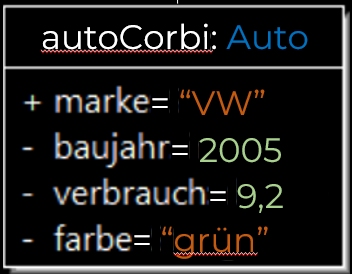 autoCorbi: Auto
+ marke= “VW”
- baujahr= 2005
- verbrauch= 9,2
- farbe= “grün”